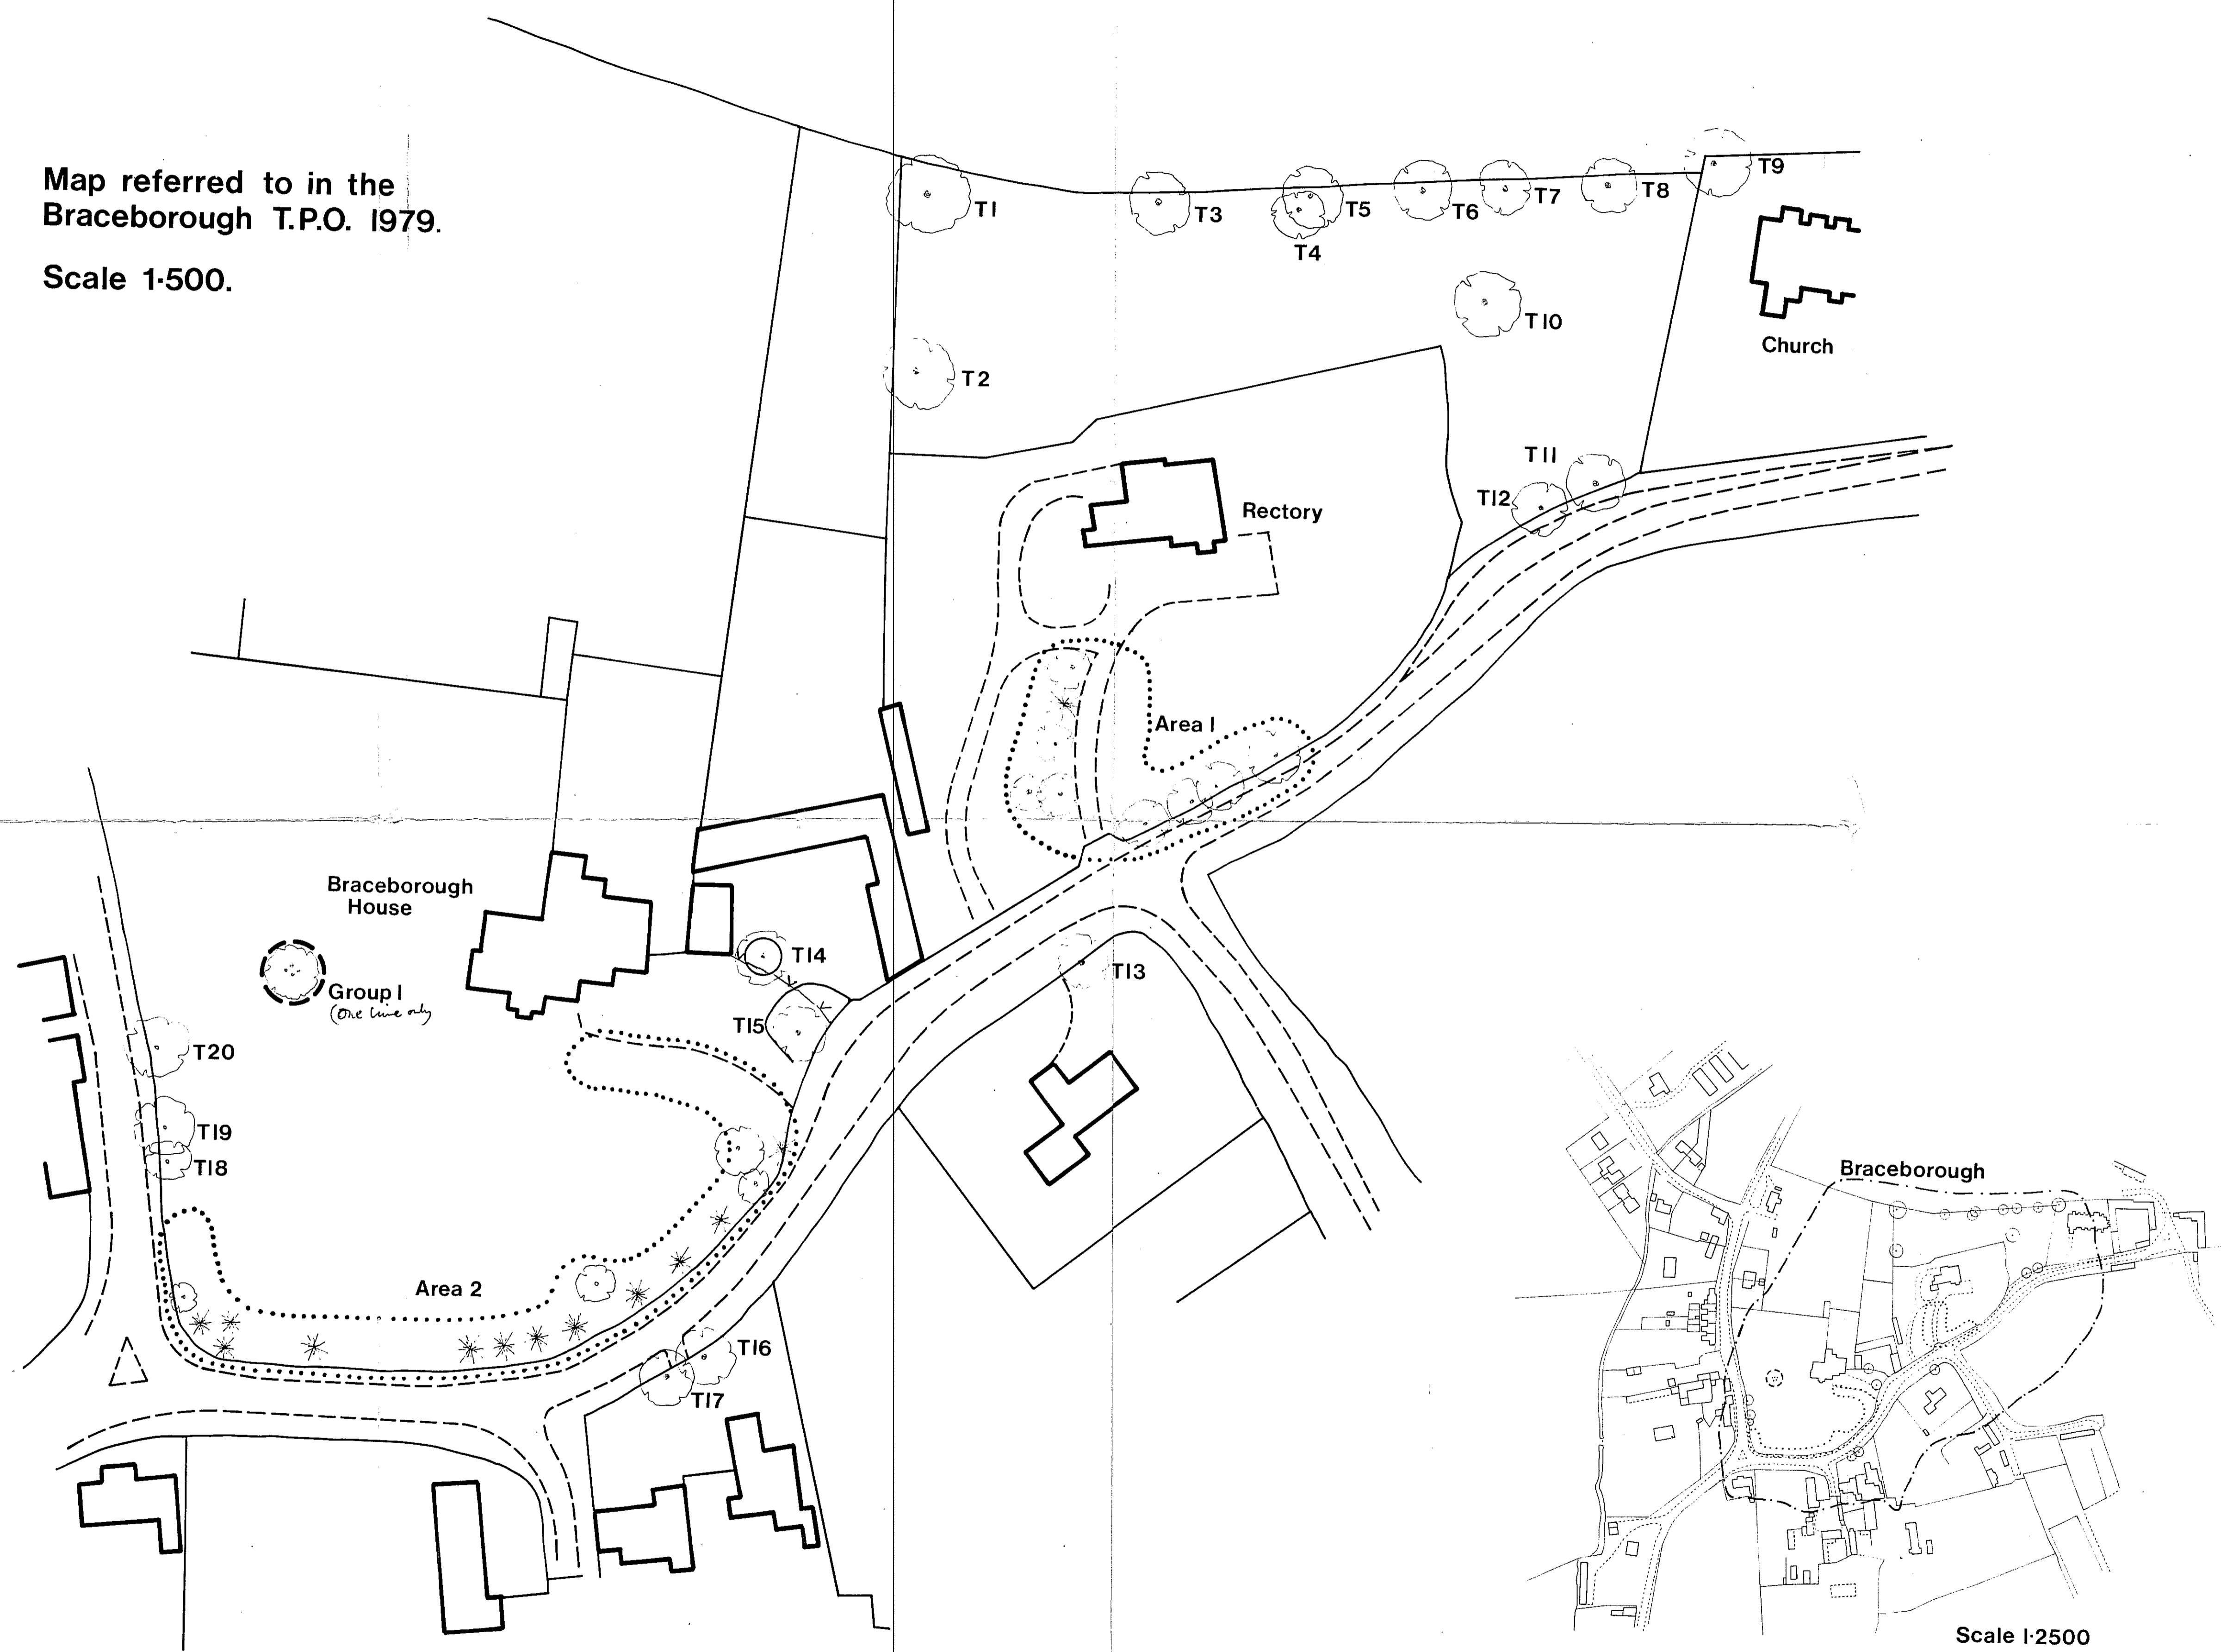 Map referred to in the
Braceborough T.P.O. 1979.
Scale 1·500.
T1
T3
T5
T4
T6
T7
T8
T9
T2
T10
Church
T11
T12
Rectory
Area 1
Braceborough
House
Group 1
(One lime only
T14
T15
T13
T20
T19
T18
Area 2
T16
T17
Braceborough
Scale 1·2500